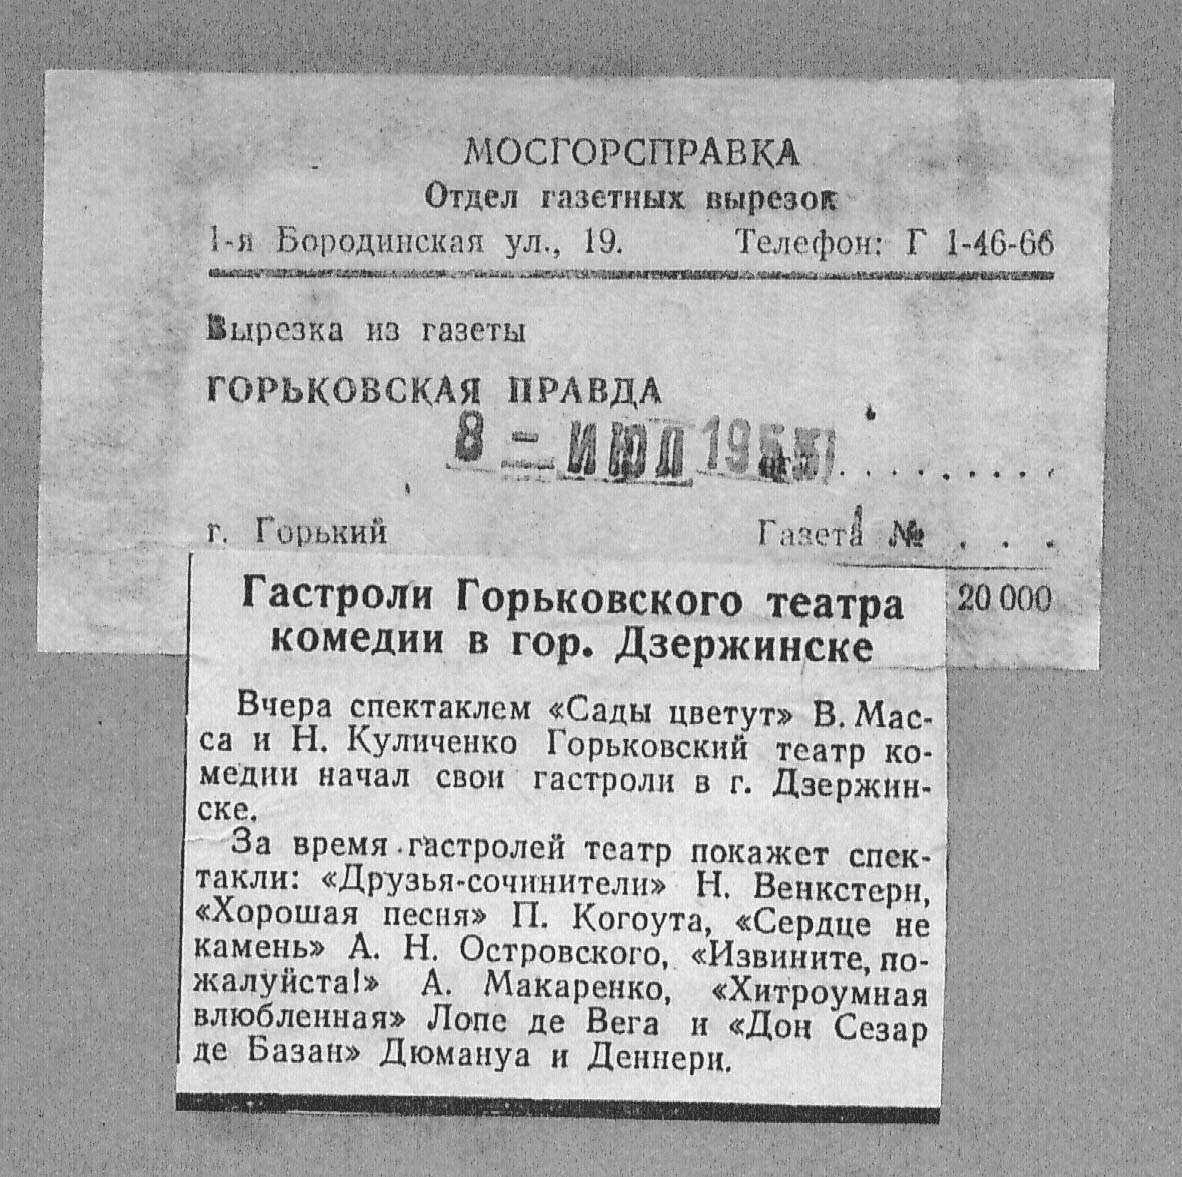 МОСГОРСПРАВКА
Отдел газетных вырезок
1-я Бородинская ул., 19. Телефон: Г 1-46-66
Вырезка из газеты
ГОРЬКОВСКАЯ ПРАВДА
8 – ИЮЛ
г. Горький Газета № . . .
20 000
Гастроли Горьковского театра
комедии в гор. Дзержинске
Вчера спектаклем «Сады цветут» В. Мас-
са и Н. Куличенко Горьковский театр ко-
медии начал свои гастроли в г. Дзержин-
ске.
За время гастролей театр покажет спек-
такли: «Друзья-сочинители» Н. Венкстерн,
«Хорошая песня» П. Когоута, «Сердце не
камень» А. Н. Островского, «Извините, по-
жалуйста!» А. Макаренко, «Хитроумная
влюбленная» Лопе де Вега и «Дон Сезар
де Базан» Дюмануа и Деннери.